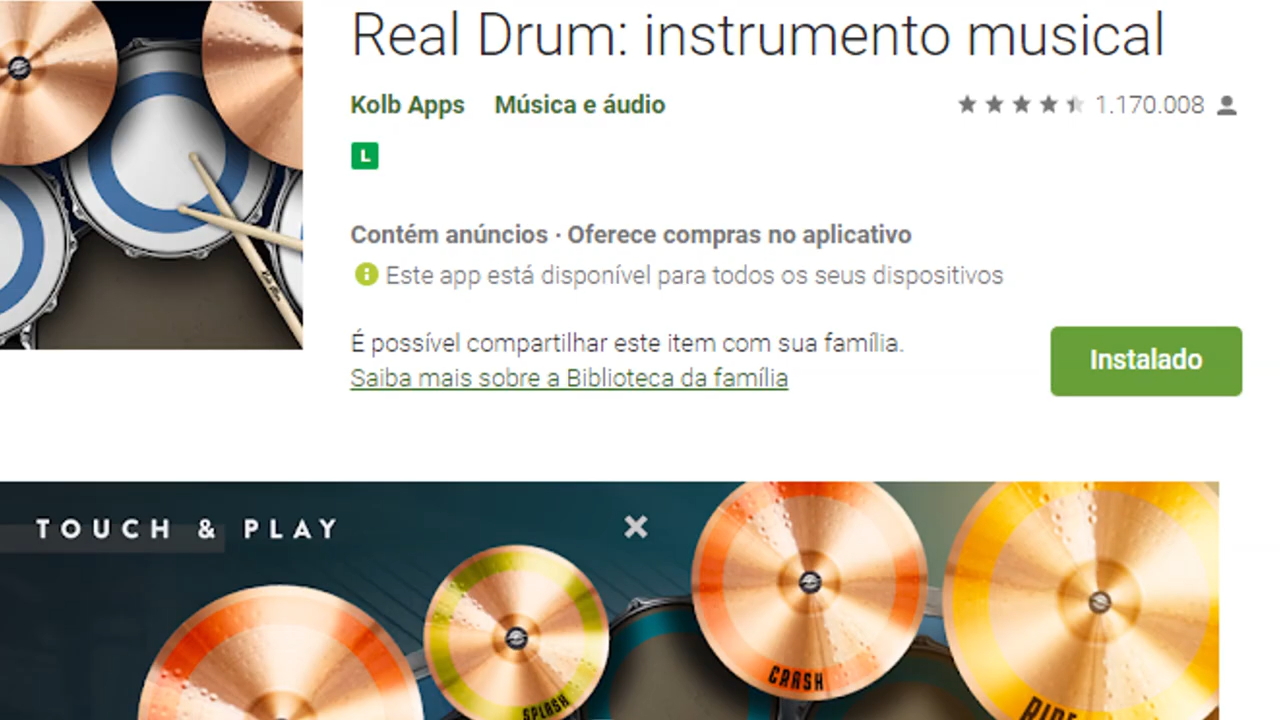 Real Drum: instrumento musical
Kolb Apps Música e áudio 1.170.008
L
Contém anúncios · Oferece compras no aplicativo
Este app está disponível para todos os seus dispositivos
É possível compartilhar este item com sua família.
Saiba mais sobre a Biblioteca da família
Instalado
TOUCH & PLAY
CRASH
SPLASH
RIDE